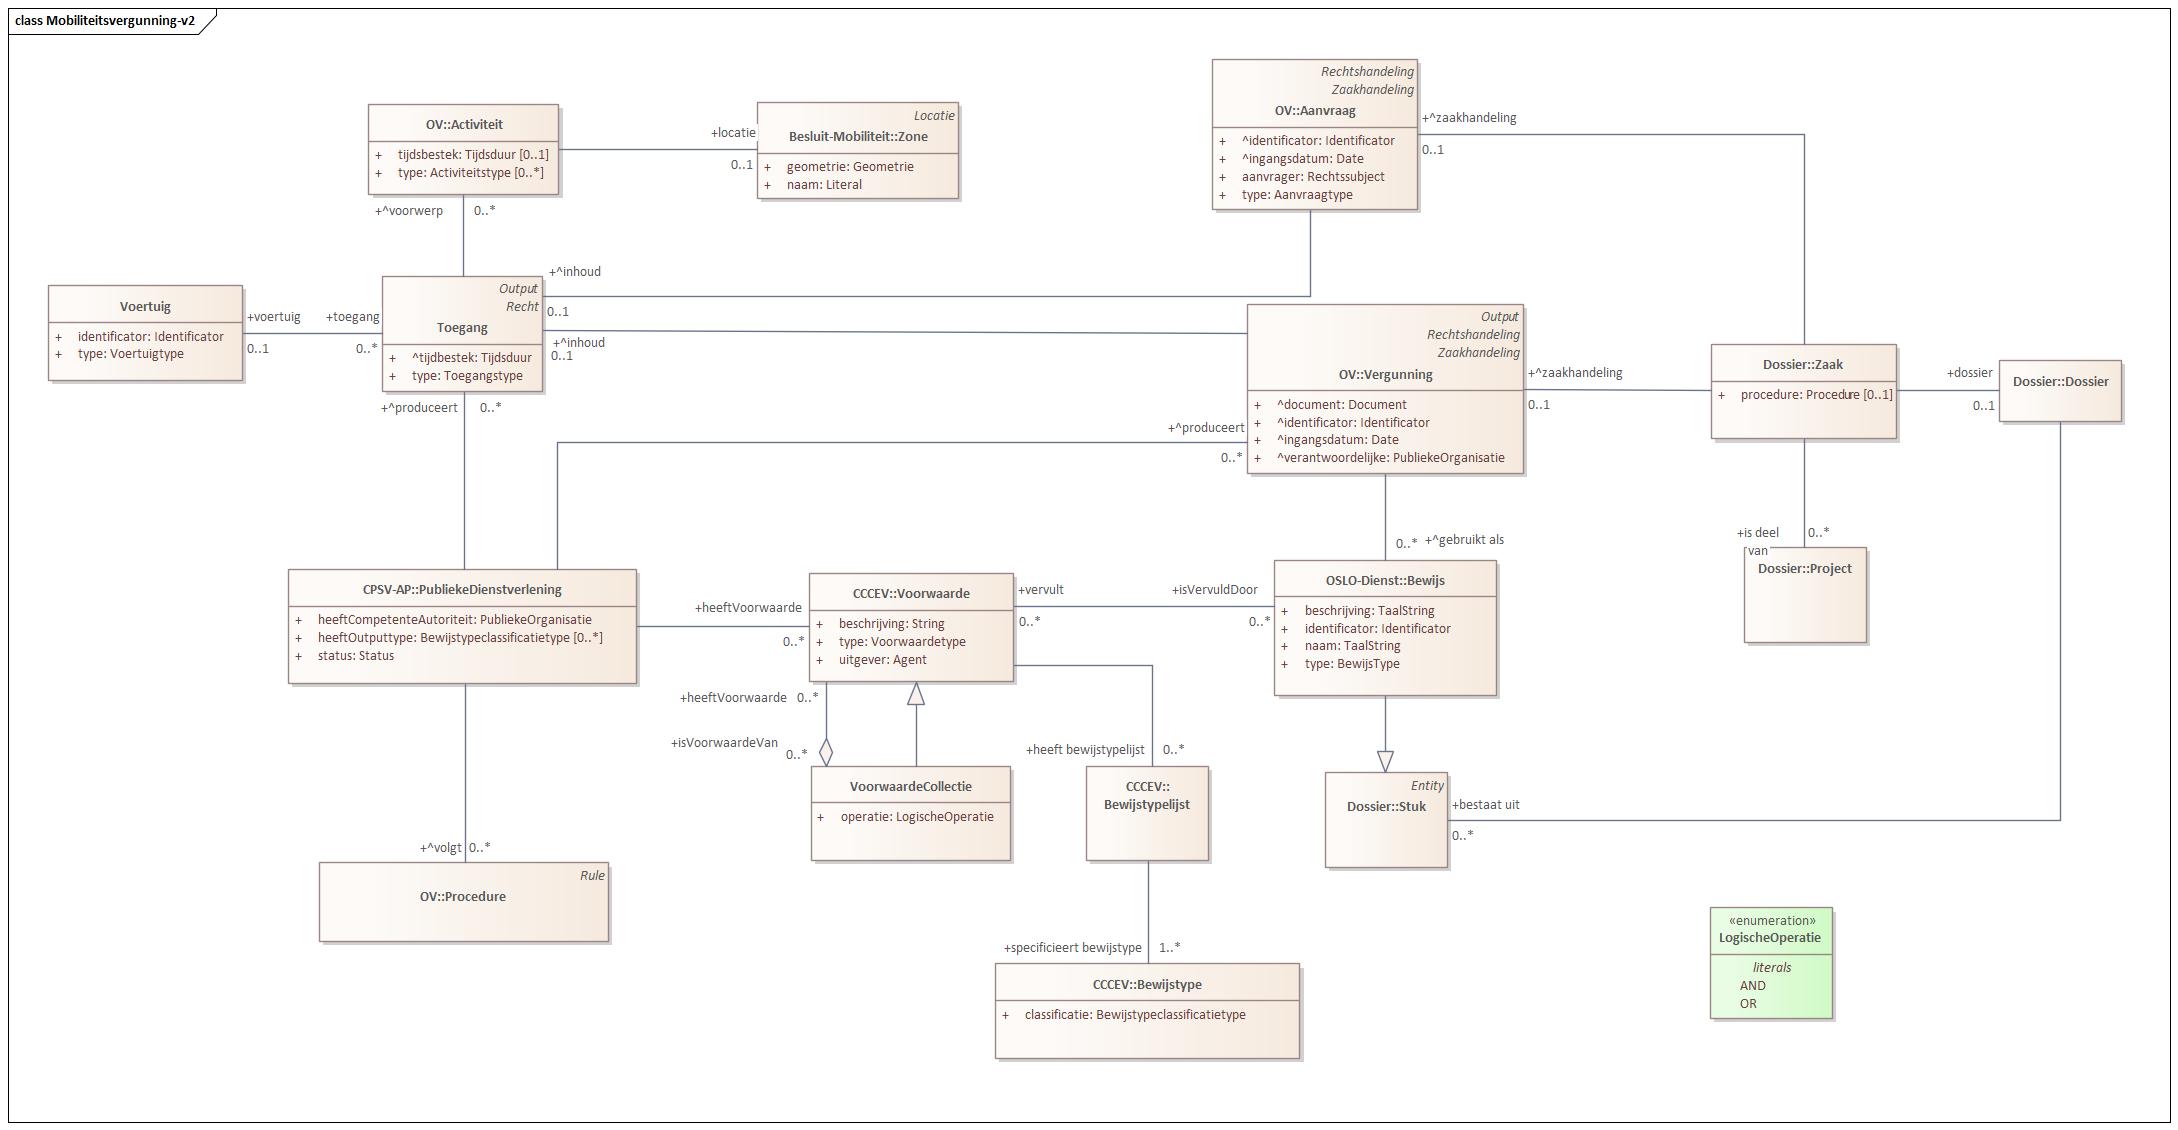 class Mobiliteitsvergunning-v2
OV::Activiteit
+ tijdsbestek: Tijdsduur [0..1]
+ type: Activiteitstype [0..*]
+locatie
0..1
Locatie
Besluit-Mobiliteit::Zone
+ geometrie: Geometrie
+ naam: Literal
Rechtshandeling
Zaakhandeling
OV::Aanvraag
+ ^identificator: Identificator
+ ^ingangsdatum: Date
+ aanvrager: Rechtssubject
+ type: Aanvraagtype
+^zaakhandeling
0..1
+^voorwerp 0..*
Voertuig
+ identificator: Identificator
+ type: Voertuigtype
+voertuig
0..1
+toegang
0..*
Output
Recht
Toegang
+ ^tijdbestek: Tijdsduur
+ type: Toegangstype
+^inhoud
0..1
+^inhoud
0..1
+^produceert 0..*
Output
Rechtshandeling
Zaakhandeling
OV::Vergunning
+ ^document: Document
+ ^identificator: Identificator
+ ^ingangsdatum: Date
+ ^verantwoordelijke: PubliekeOrganisatie
+^produceert
0..*
+^zaakhandeling
0..1
Dossier::Zaak
+ procedure: Procedure [0..1]
+dossier
0..1
Dossier::Dossier
+is deel
van
0..*
Dossier::Project
0..* +^gebruikt als
CPSV-AP::PubliekeDienstverlening
+ heeftCompetenteAutoriteit: PubliekeOrganisatie
+ heeftOutputtype: Bewijstypeclassificatietype [0..*]
+ status: Status
+heeftVoorwaarde
0..*
CCCEV::Voorwaarde
+ beschrijving: String
+ type: Voorwaardetype
+ uitgever: Agent
+vervult
0..*
+isVervuldDoor
0..*
OSLO-Dienst::Bewijs
+ beschrijving: TaalString
+ identificator: Identificator
+ naam: TaalString
+ type: BewijsType
+heeftVoorwaarde 0..*
+isVoorwaardeVan
0..*
VoorwaardeCollectie
+ operatie: LogischeOperatie
+heeft bewijstypelijst 0..*
CCCEV::
Bewijstypelijst
Entity
Dossier::Stuk
+bestaat uit
0..*
+^volgt 0..*
Rule
OV::Procedure
+specificieert bewijstype 1..*
CCCEV::Bewijstype
+ classificatie: Bewijstypeclassificatietype
«enumeration»
LogischeOperatie
literals
AND
OR